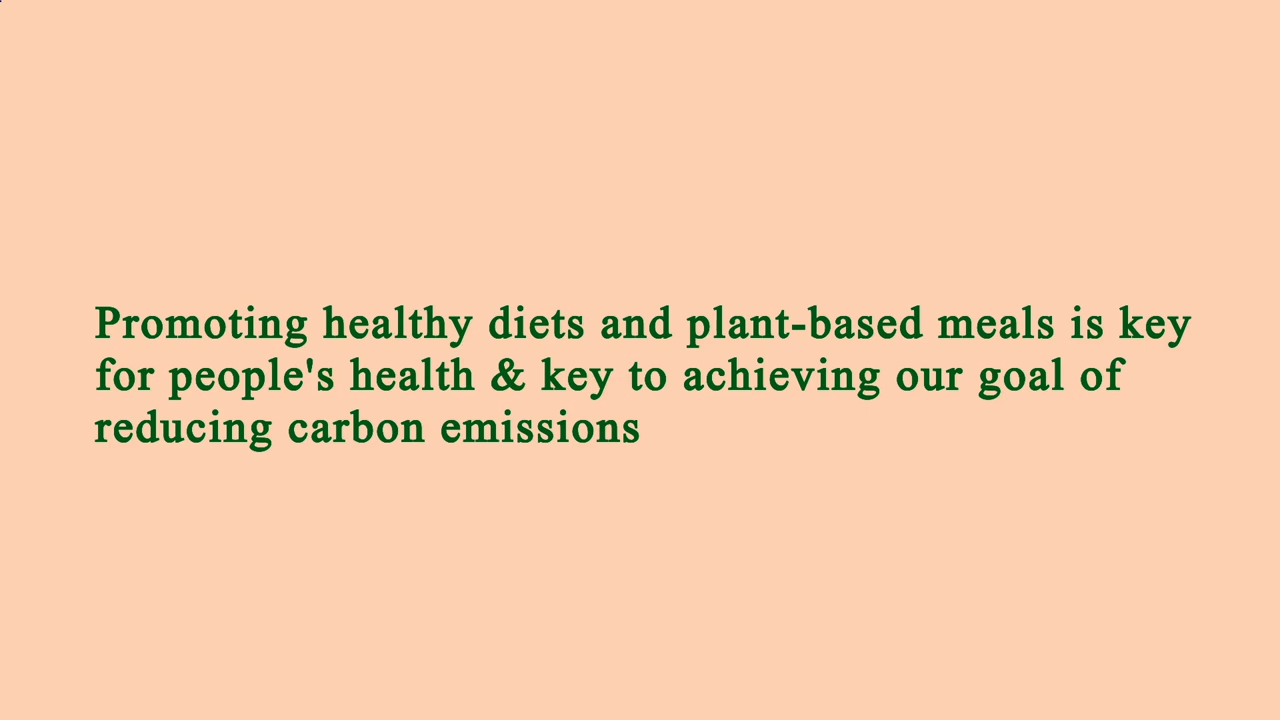 Promoting healthy diets and plant-based meals is key
for people's health & key to achieving our goal of
reducing carbon emissions